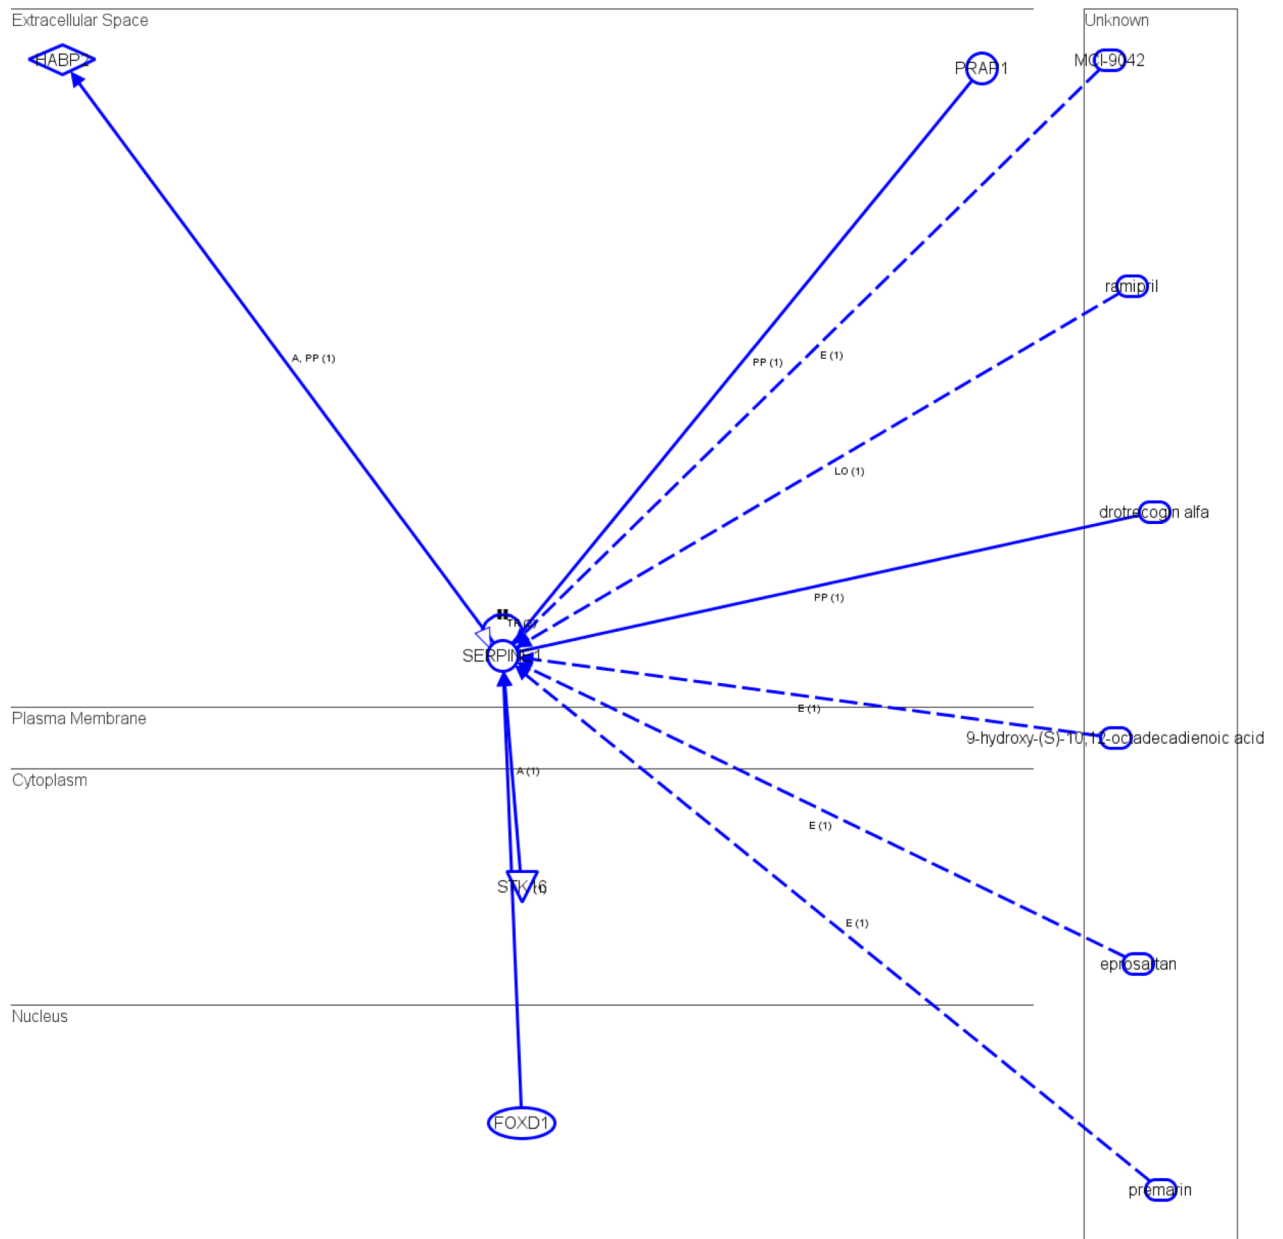 Extracellular Space
Unknown
HABP2
PRAP1
MCI-9042
ramipril
A, PP (1)
PP (1)
E (1)
LO (1)
drotrecogin alfa
PP (1)
SERPINE1
E (1)
Plasma Membrane
9-hydroxy-(S)-10,12-octadecadienoic acid
A (1)
Cytoplasm
E (1)
STK16
E (1)
eprosartan
Nucleus
FOXD1
premarin